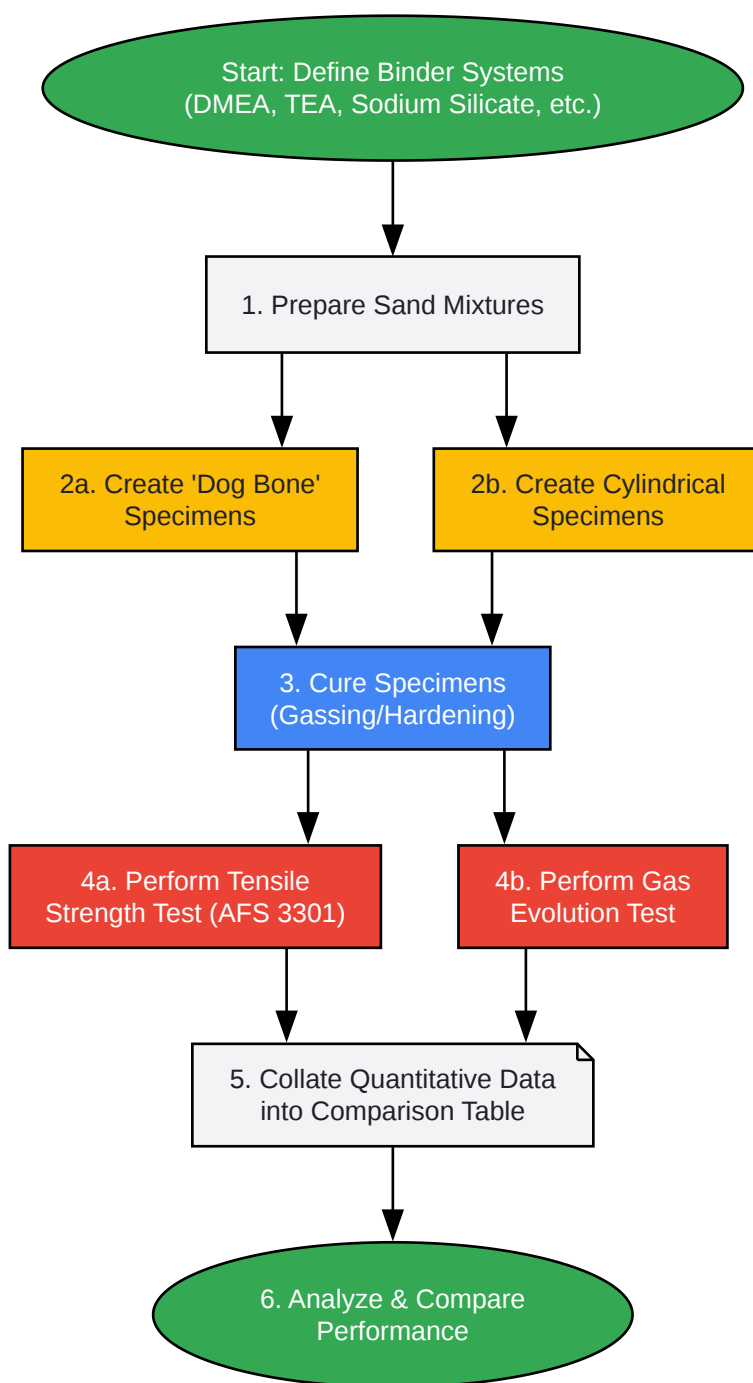 Start: Define Binder Systems
(DMEA, TEA, Sodium Silicate, etc.)
1. Prepare Sand Mixtures
2a. Create 'Dog Bone'
Specimens
2b. Create Cylindrical
Specimens
3. Cure Specimens
(Gassing/Hardening)
4a. Perform Tensile
Strength Test (AFS 3301)
4b. Perform Gas
Evolution Test
5. Collate Quantitative Data
into Comparison Table
6. Analyze & Compare
Performance